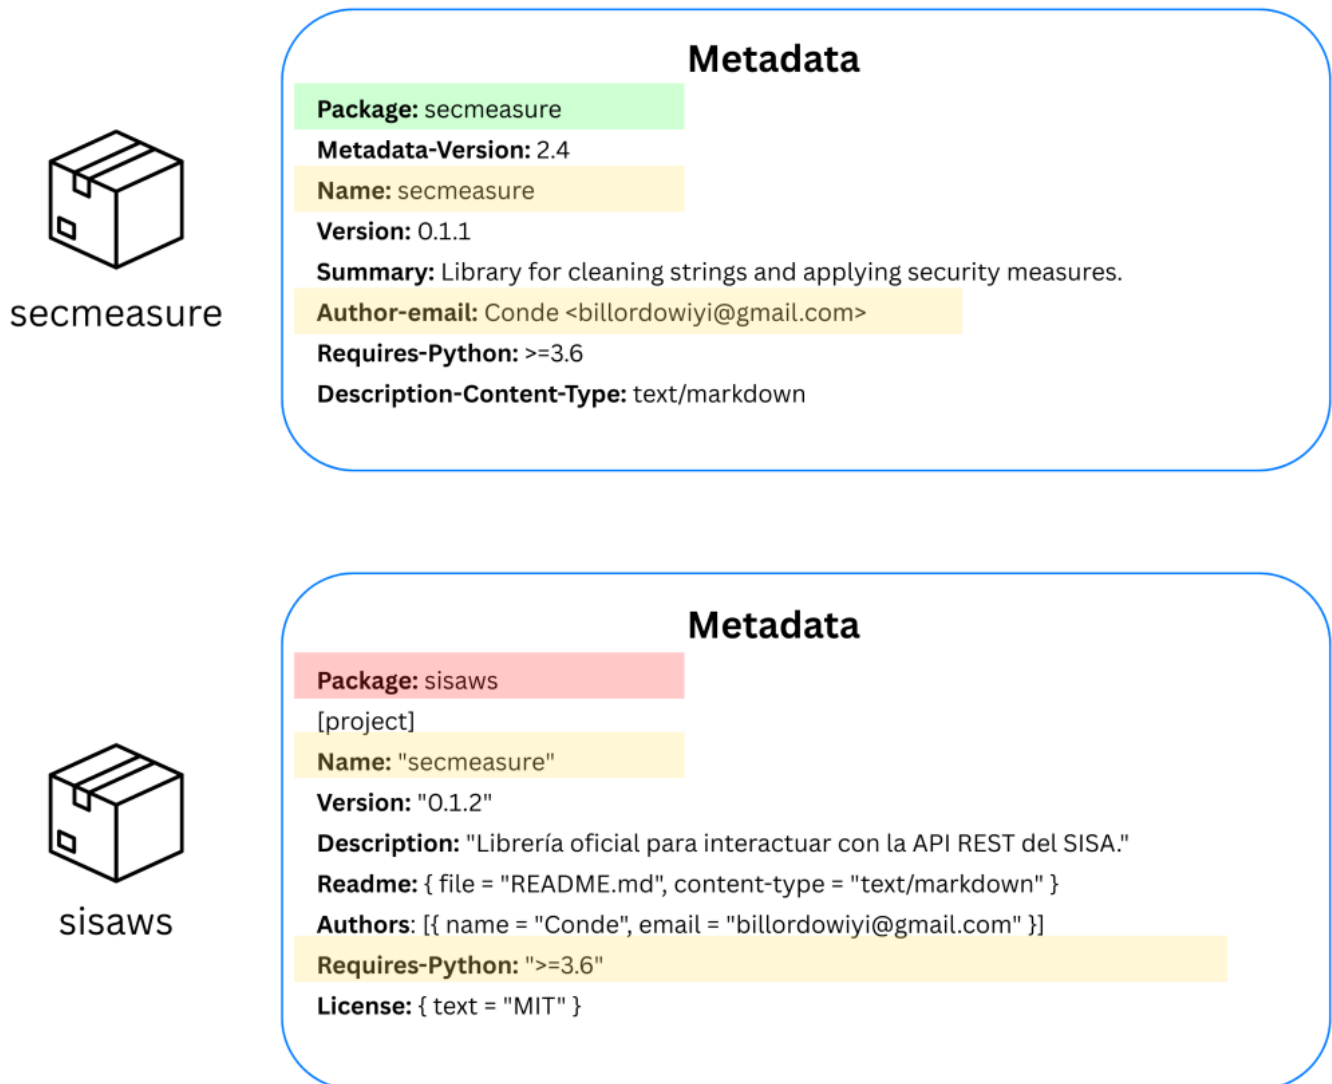 Metadata
Package: secmeasure
Metadata-Version: 2.4
Name: secmeasure
Version: 0.1.1
Summary: Library for cleaning strings and applying security measures.
Author-email: Conde <billordowiyi@gmail.com>
Requires-Python: >=3.6
Description-Content-Type: text/markdown
secmeasure
Metadata
Package: sisaws
[project]
Name: "secmeasure"
Version: "0.1.2"
Description: "Librería oficial para interactuar con la API REST del SISA."
Readme: { file = "README.md", content-type = "text/markdown" }
Authors: [{ name = "Conde", email = "billordowiyi@gmail.com" }]
Requires-Python: ">=3.6"
License: { text = "MIT" }
sisaws